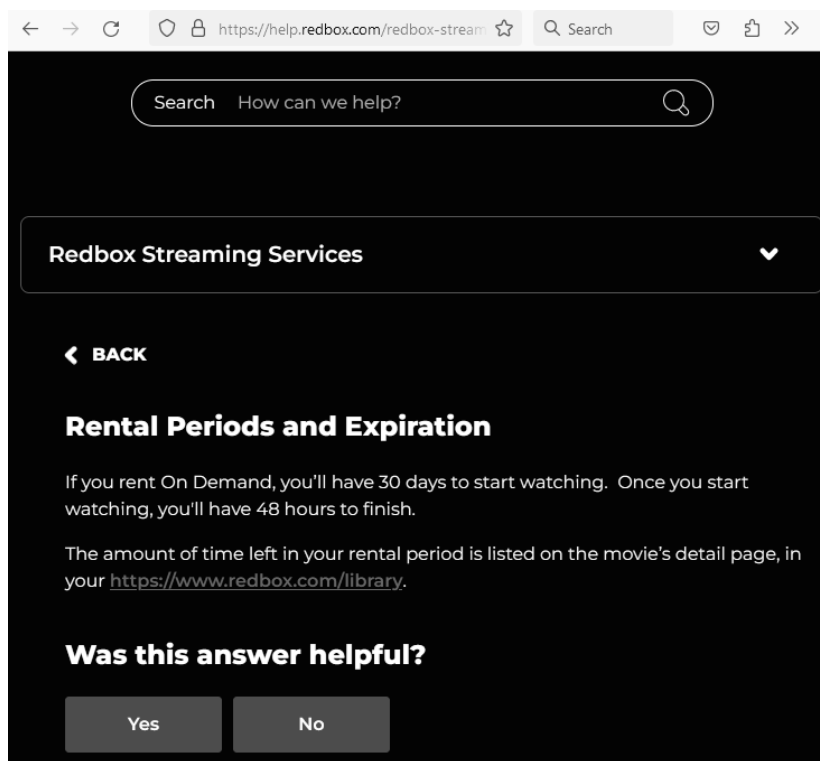 https://help.redbox.com/redbox-stream
Search
Search How can we help?
Redbox Streaming Services
BACK
Rental Periods and Expiration
If you rent On Demand, you’ll have 30 days to start watching.  Once you start
watching, you'll have 48 hours to finish.
The amount of time left in your rental period is listed on the movie’s detail page, in
your https://www.redbox.com/library.
Was this answer helpful?
Yes
No